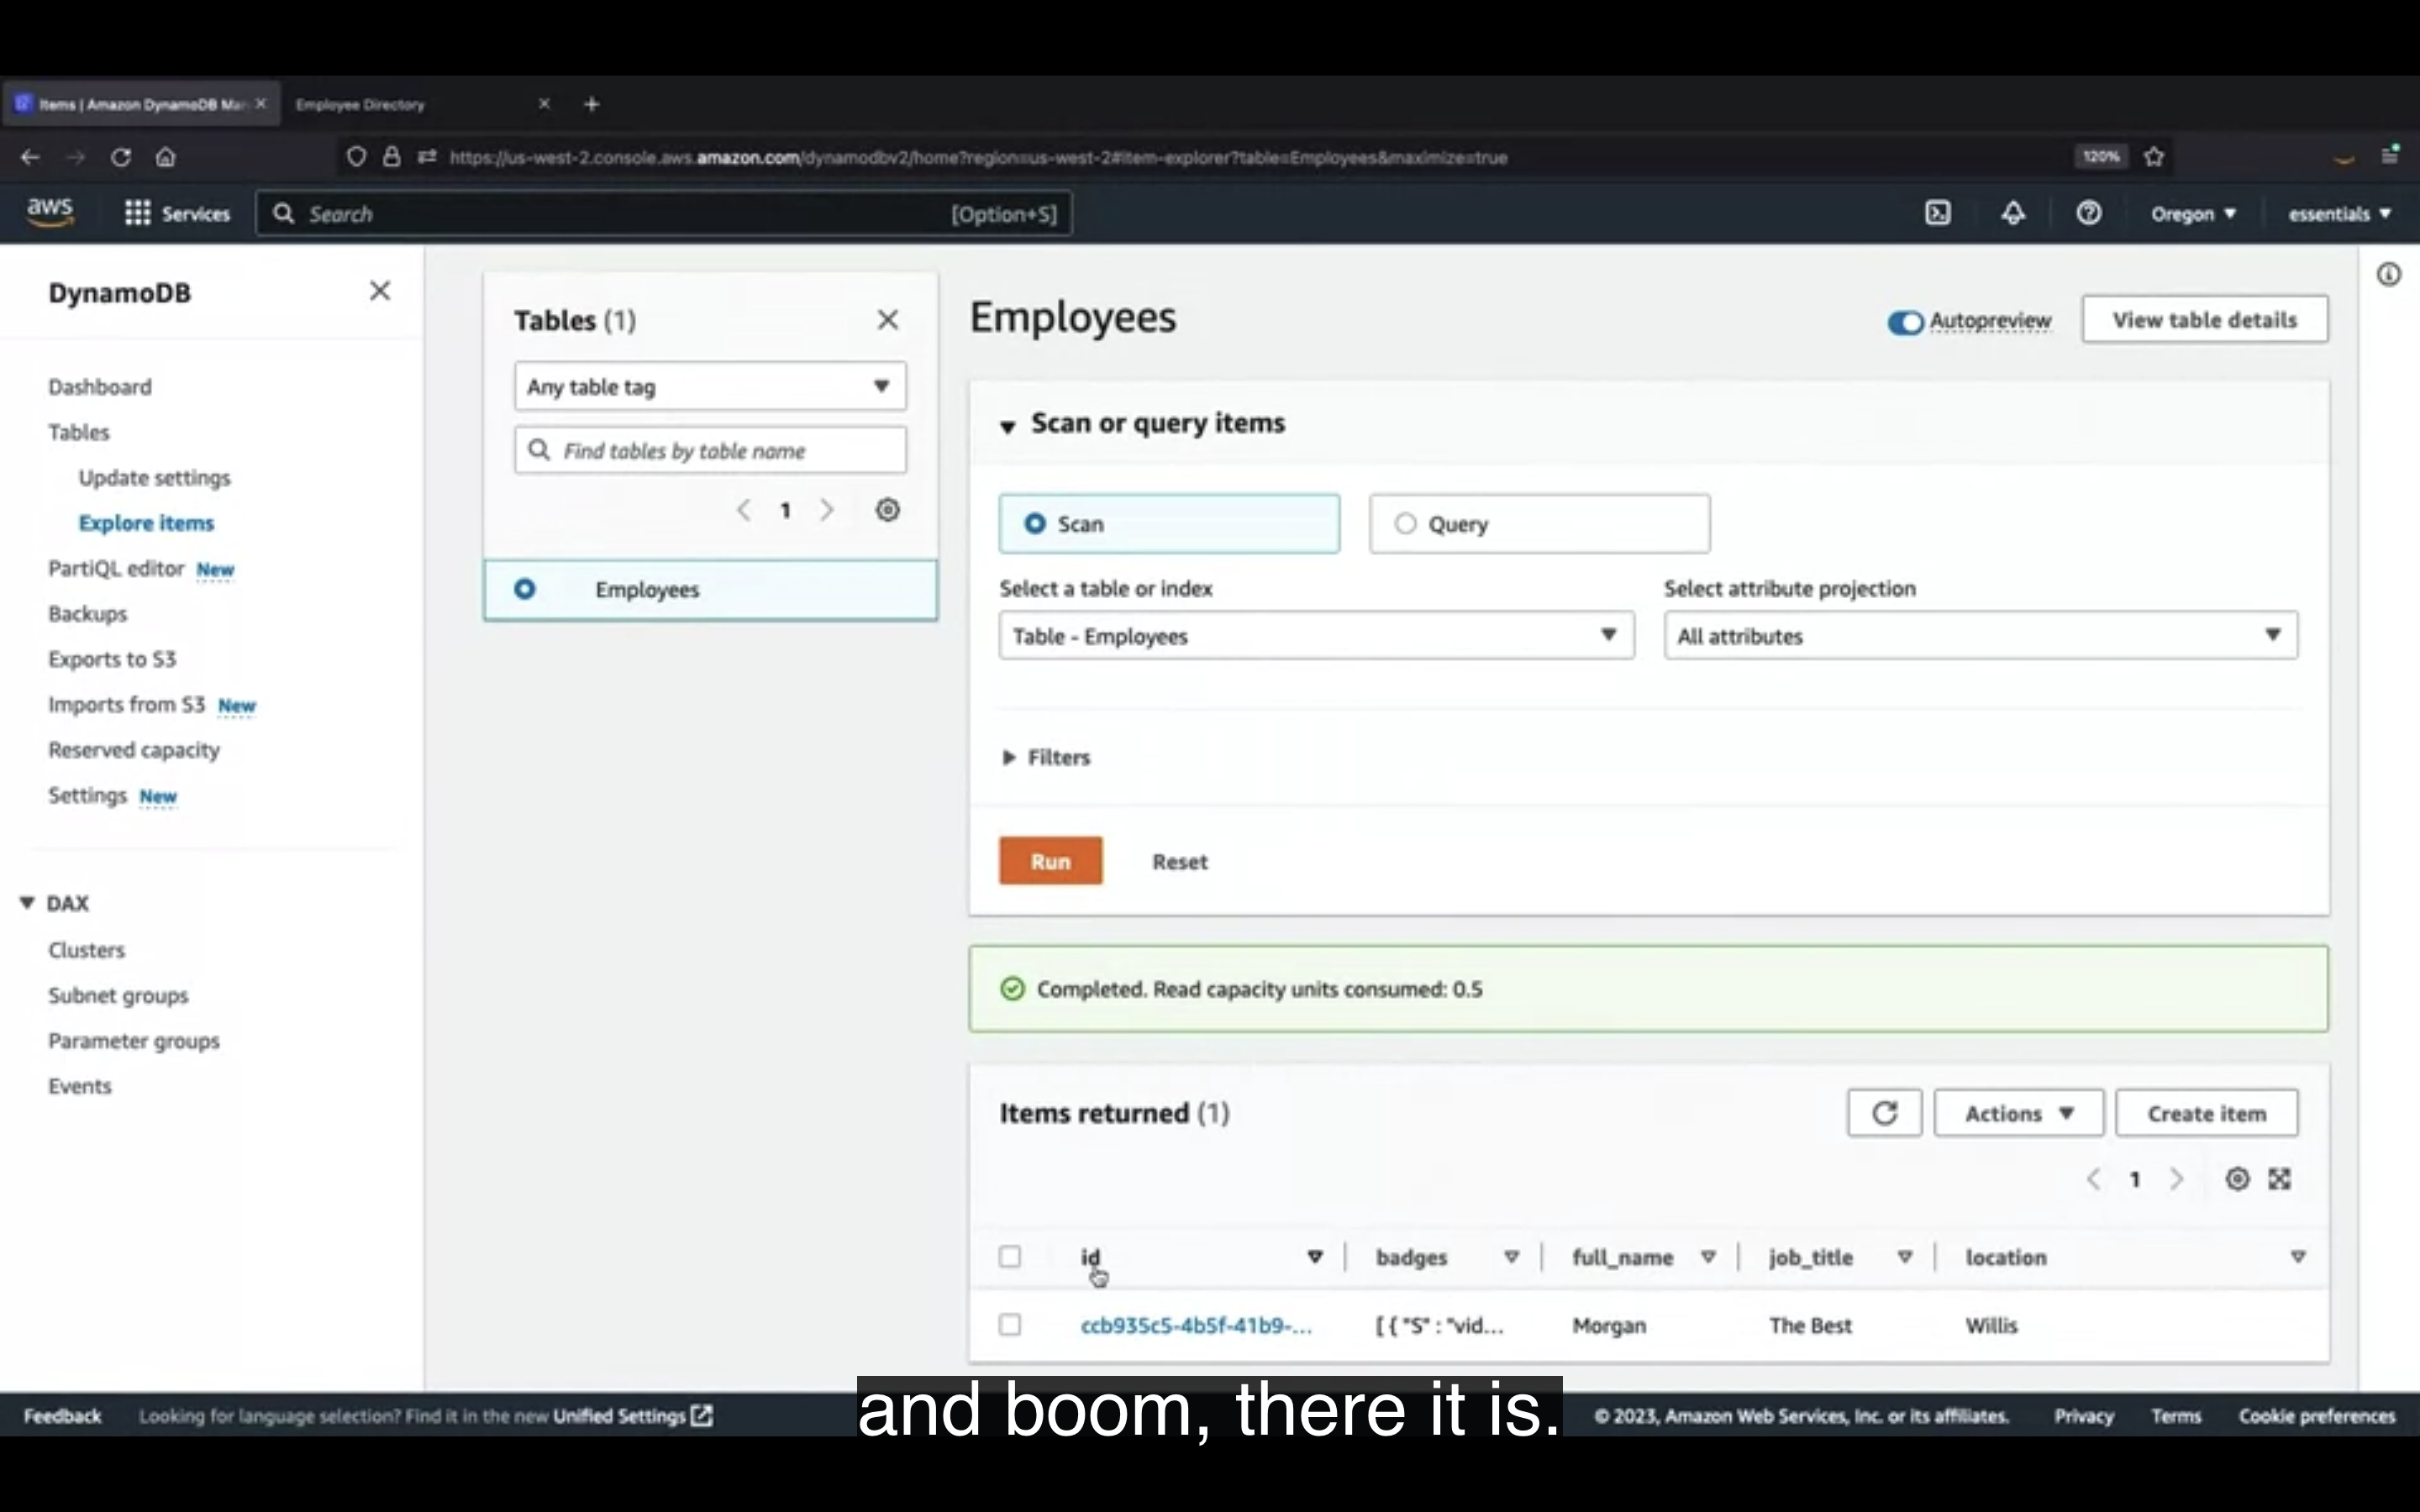 Items | Amazon DynamoDB Man
Employee Directory
https://us-west-2.console.aws.amazon.com/dynamodbv2/home?region=us-west-2#item-explorer?table=Employees&maximize=true
120%
aws
Services
Search
[Option+S]
Oregon
essentials
DynamoDB
Dashboard
Tables
Update settings
Explore items
PartiQL editor New
Backups
Exports to S3
Imports from S3 New
Reserved capacity
Settings New
DAX
Clusters
Subnet groups
Parameter groups
Events
Tables (1)
Any table tag
Find tables by table name
1
Employees
Employees
Autopreview
View table details
Scan or query items
Scan
Query
Select a table or index
Select attribute projection
Table - Employees
All attributes
Filters
Run
Reset
Completed. Read capacity units consumed: 0.5
Items returned (1)
Actions
Create item
1
id badges full_name job_title location
ccb935c5-4b5f-41b9-... [ { "S" : "vid... Morgan The Best Willis
and boom, there it is.
Feedback
Looking for language selection? Find it in the new Unified Settings
© 2023, Amazon Web Services, Inc. or its affiliates.
Privacy
Terms
Cookie preferences